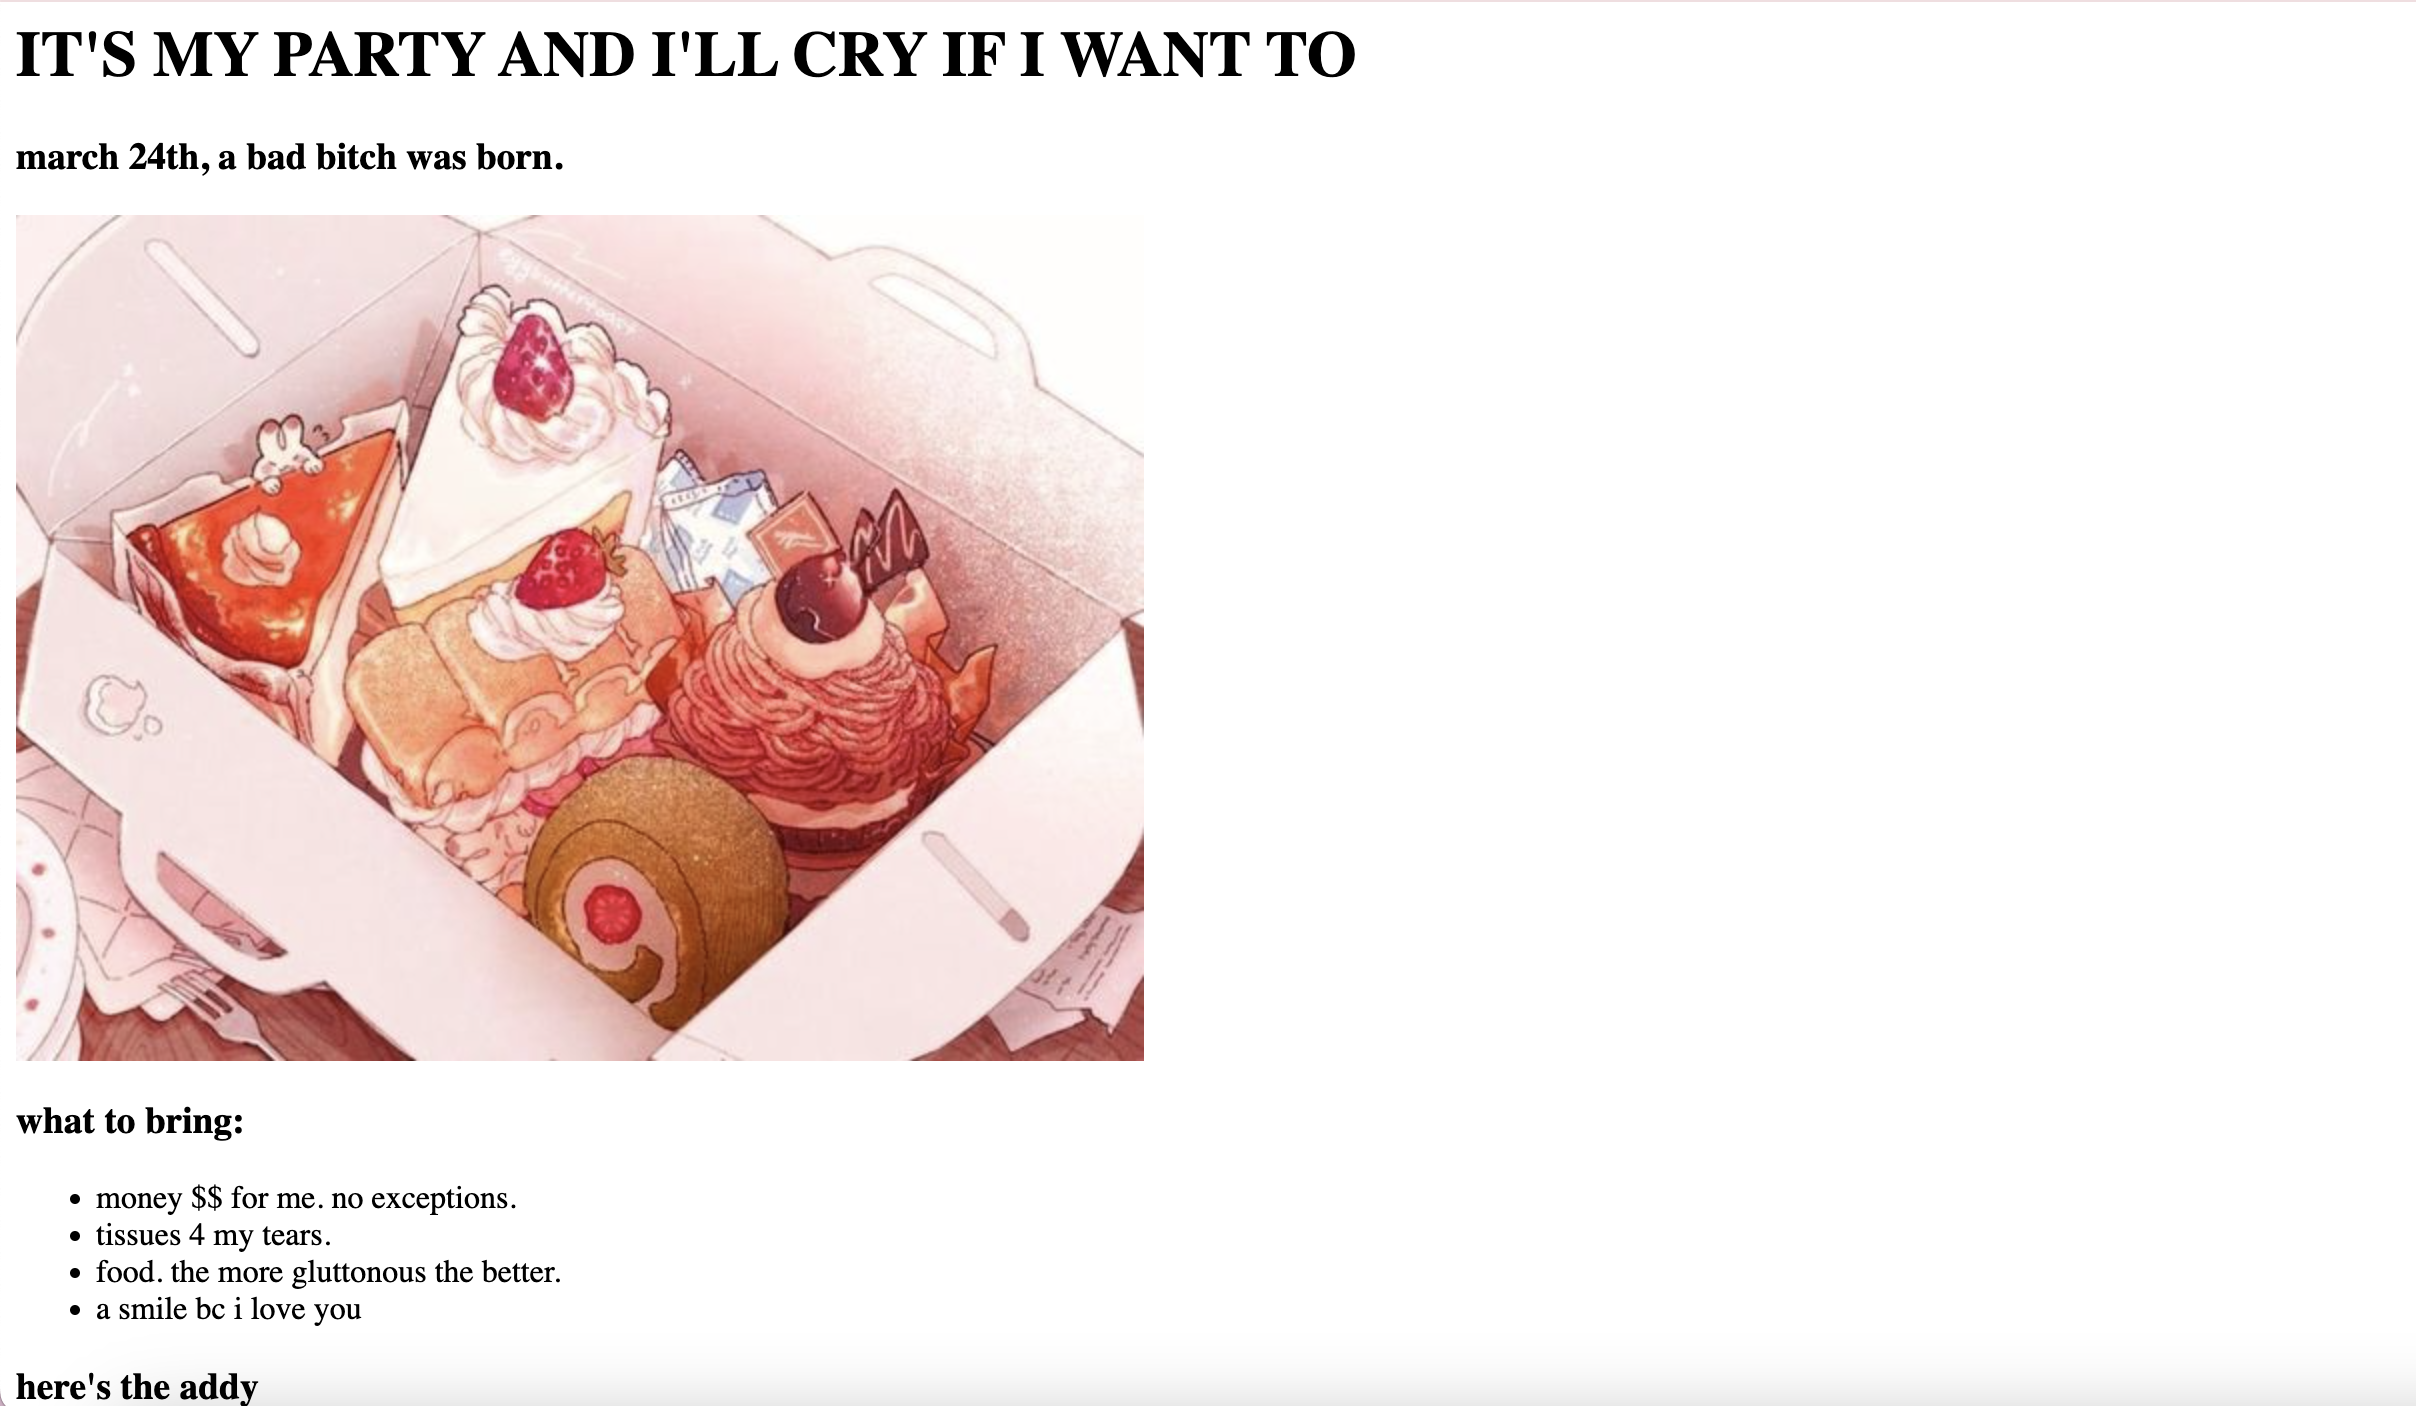 IT'S MY PARTY AND I'LL CRY IF I WANT TO
march 24th, a bad bitch was born.
what to bring:
money $$ for me. no exceptions.
tissues 4 my tears.
food. the more gluttonous the better.
a smile bc i love you
here's the addy